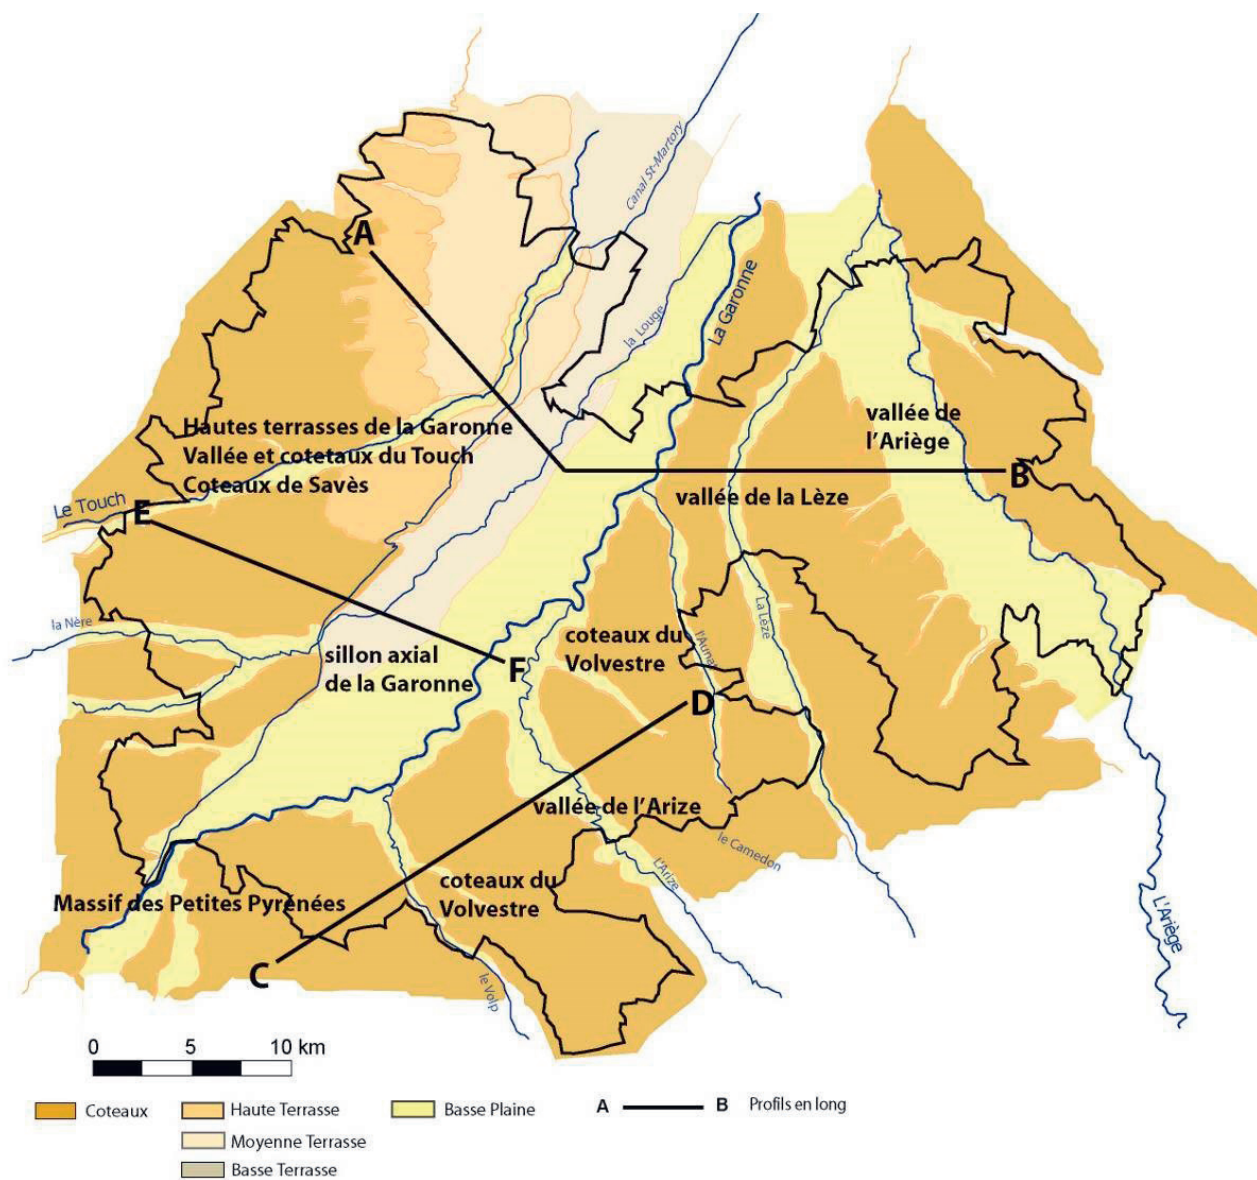 Canal St-Martory
A
la Louge
La Garonne
vallée de
l'Ariège
Hautes terrasses de la Garonne
Vallée et cotetaux du Touch
Coteaux de Savès
B
vallée de la Lèze
Le Touch
E
la Nère
La Lèze
coteaux du
Volvestre
sillon axial
de la Garonne
F
D
vallée de l'Arize
le Camedon
L'Arize
coteaux du
Volvestre
Massif des Petites Pyrénées
C
le Volp
L'Ariège
0 5 10 km
Coteaux
Haute Terrasse
Basse Plaine
A B Profils en long
Moyenne Terrasse
Basse Terrasse